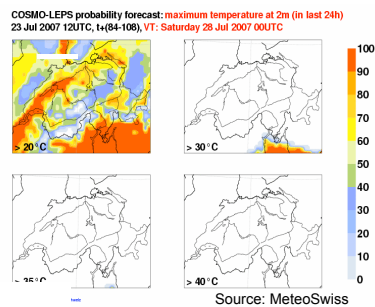 COSMO-LEPS probability forecast: maximum temperature at 2m (in last 24h)
23 Jul 2007 12UTC, t+(84-108), VT: Saturday 28 Jul 2007 00UTC
100
90
80
70
60
50
40
30
20
10
0
> 20°C
> 30°C
> 35°C
> 40°C
Source: MeteoSwiss